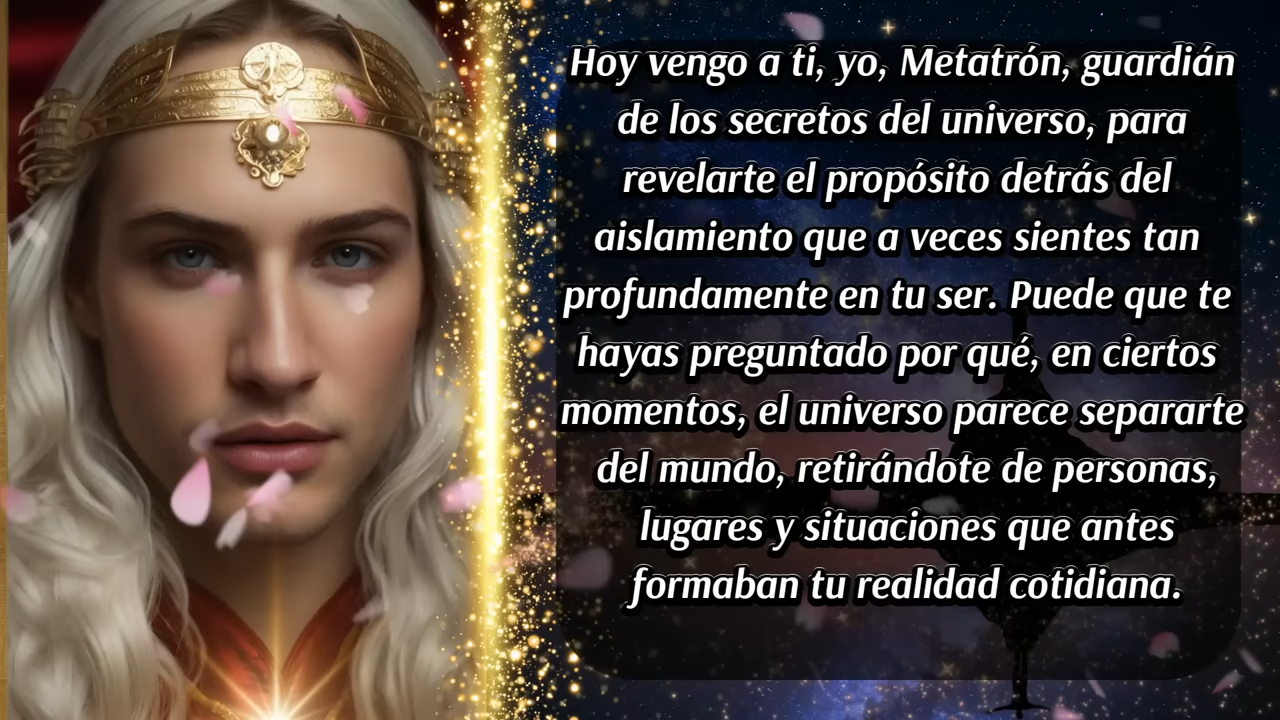 Hoy vengo a ti, yo, Metatrón, guardián
de los secretos del universo, para
revelarte el propósito detrás del
aislamiento que a veces sientes tan
profundamente en tu ser. Puede que te
hayas preguntado por qué, en ciertos
momentos, el universo parece separarte
del mundo, retirándote de personas,
lugares y situaciones que antes
formaban tu realidad cotidiana.